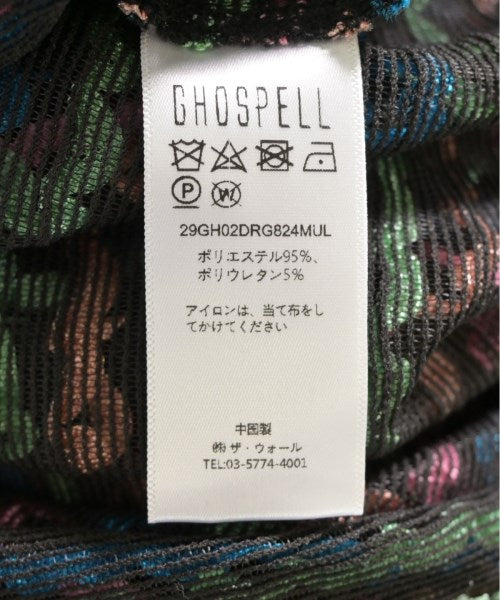 GHOSPELL
P W
29GH02DRG824MUL
ポリエステル95%、
ポリウレタン5%
アイロンは、当て布をし
てかけてください
中国製
㈱ ザ・ウォール
TEL:03-5774-4001